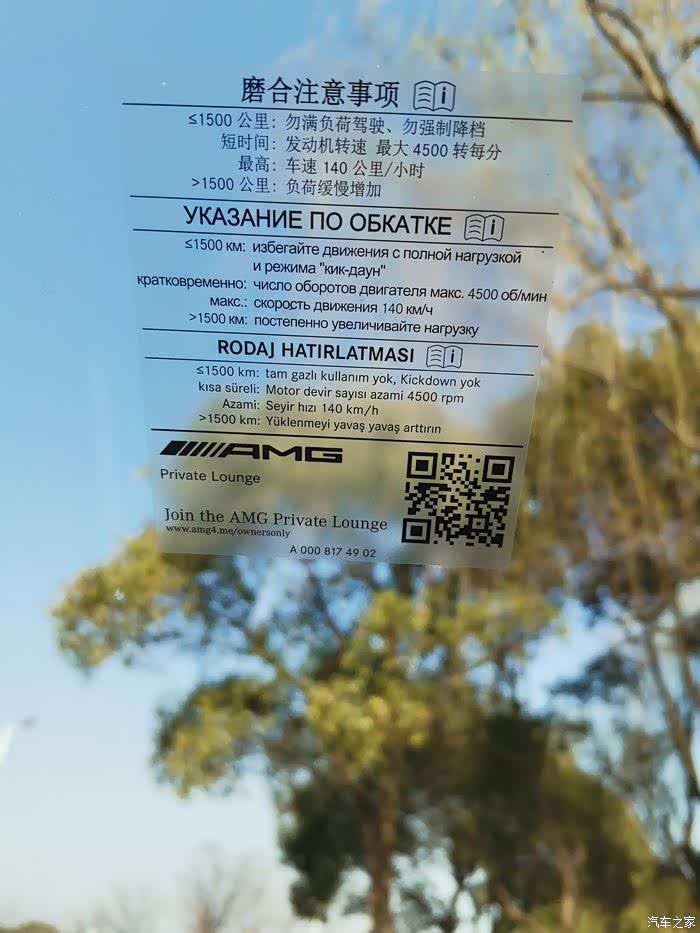 磨合注意事项
≤1500 公里: 勿满负荷驾驶、勿强制降档
短时间: 发动机转速 最大 4500 转每分
最高: 车速 140 公里/小时
>1500 公里: 负荷缓慢增加
УКАЗАНИЕ ПО ОБКАТКЕ
≤1500 км: избегайте движения с полной нагрузкой
и режима "кик-даун"
кратковременно: число оборотов двигателя макс. 4500 об/мин
макс.: скорость движения 140 км/ч
>1500 км: постепенно увеличивайте нагрузку
RODAJ HATIRLATMASI
≤1500 km: tam gazlı kullanım yok, Kickdown yok
kısa süreli: Motor devir sayısı azami 4500 rpm
Azami: Seyir hızı 140 km/h
>1500 km: Yüklenmeyi yavaş yavaş arttırın
AMG
Private Lounge
Join the AMG Private Lounge
www.amg4.me/ownersonly
A 000 817 49 02
汽车之家